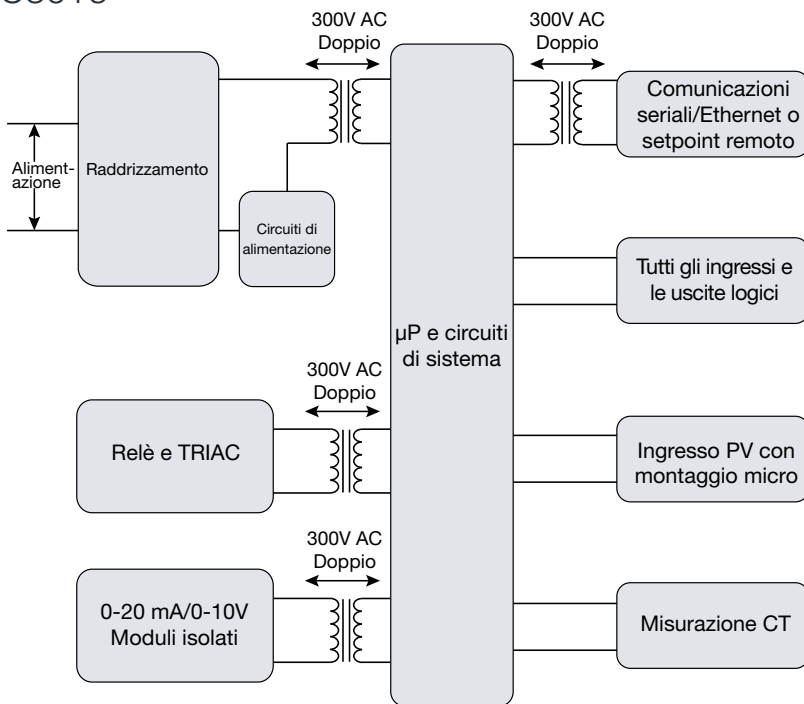 300V AC
Doppio
300V AC
Doppio
Comunicazioni
seriali/Ethernet o
setpoint remoto
Aliment-
azione
Raddrizzamento
Circuiti di
alimentazione
Tutti gli ingressi e
le uscite logici
µP e circuiti
di sistema
300V AC
Doppio
Relè e TRIAC
Ingresso PV con
montaggio micro
300V AC
Doppio
0-20 mA/0-10V
Moduli isolati
Misurazione CT